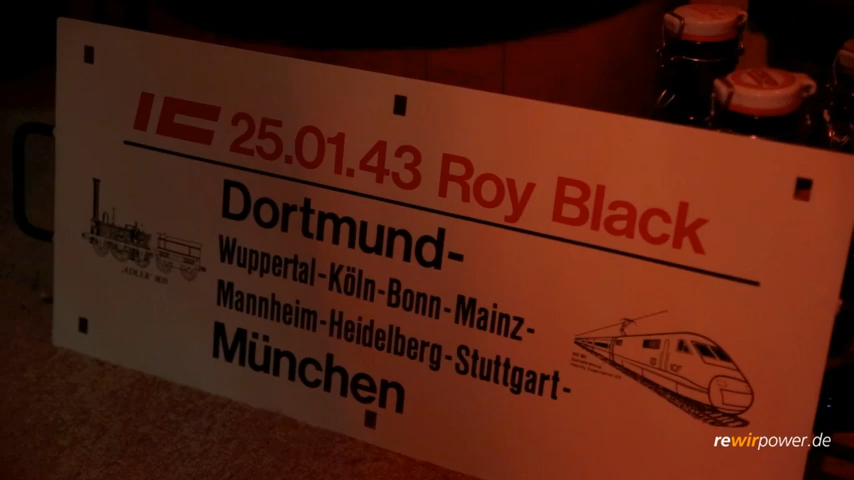 IC 25.01.43 Roy Black
Dortmund-
Wuppertal-Köln-Bonn-Mainz-
Mannheim-Heidelberg-Stuttgart-
München
rewirpower.de